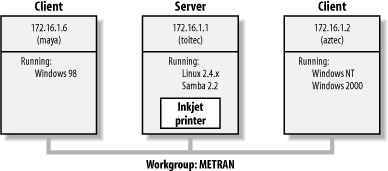 Client
172.16.1.6
(maya)
Running:
Windows 98
Server
172.16.1.1
(toltec)
Running:
Linux 2.4.x
Samba 2.2
Inkjet
printer
Client
172.16.1.2
(aztec)
Running:
Windows NT
Windows 2000
Workgroup: METRAN